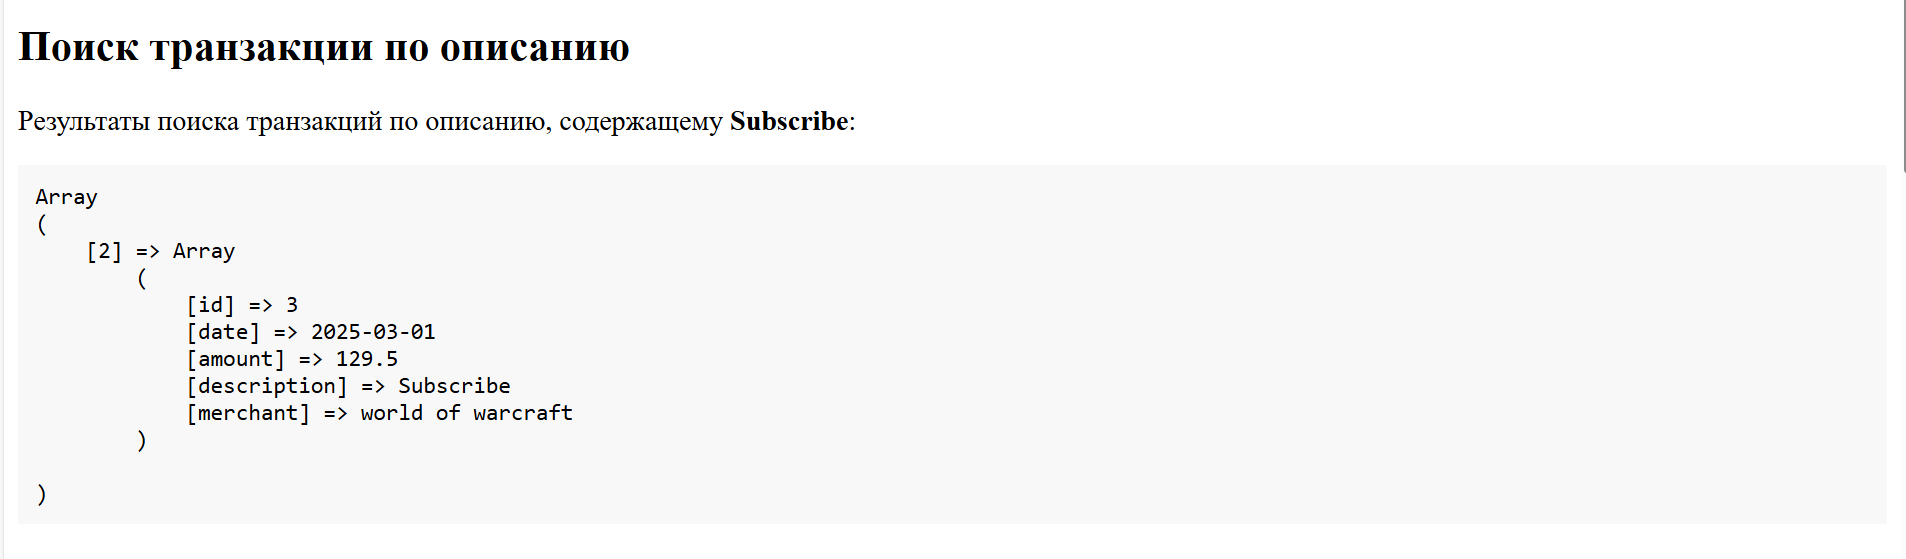 Поиск транзакции по описанию
Результаты поиска транзакций по описанию, содержащему Subscribe:
Array
(
    [2] => Array
        (
            [id] => 3
            [date] => 2025-03-01
            [amount] => 129.5
            [description] => Subscribe
            [merchant] => world of warcraft
        )

)